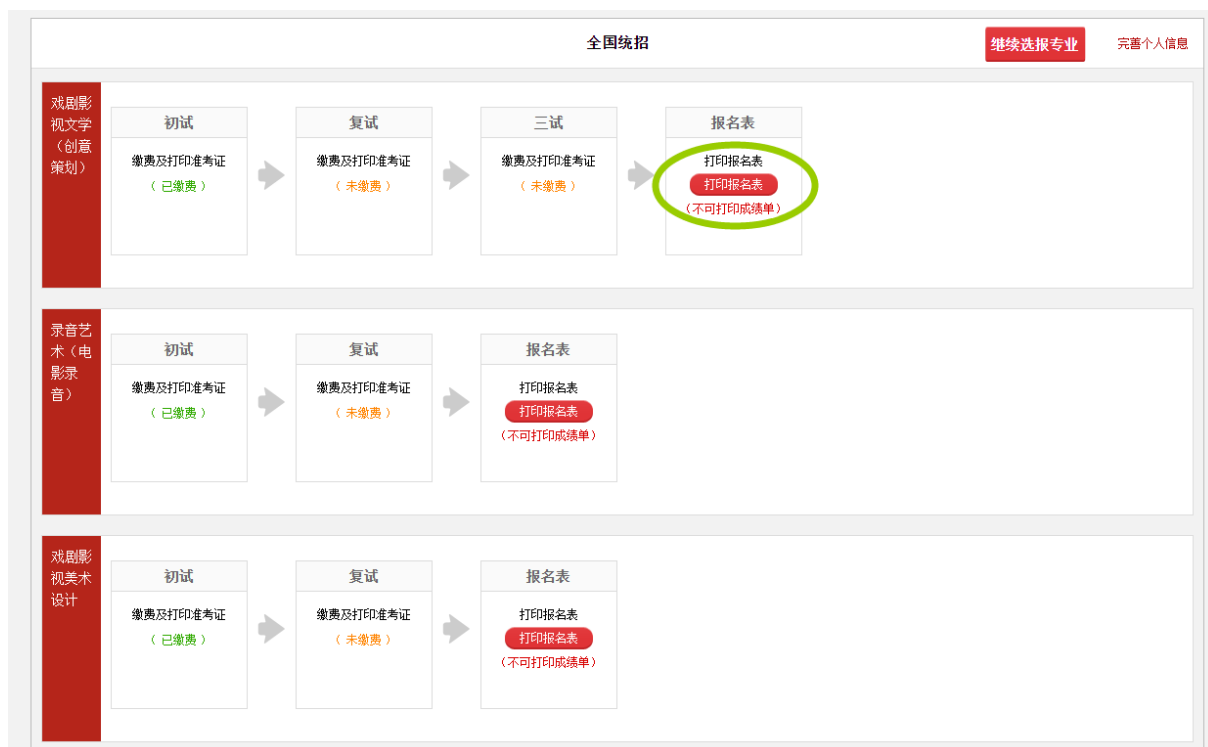 全国统招
继续选报专业
完善个人信息
戏剧影
视文学
（创意
策划）
初试
缴费及打印准考证
（ 已缴费 ）
复试
缴费及打印准考证
（ 未缴费 ）
三试
缴费及打印准考证
（ 未缴费 ）
报名表
打印报名表
打印报名表
（不可打印成绩单）
录音艺
术（电
影录
音）
初试
缴费及打印准考证
（ 已缴费 ）
复试
缴费及打印准考证
（ 未缴费 ）
报名表
打印报名表
打印报名表
（不可打印成绩单）
戏剧影
视美术
设计
初试
缴费及打印准考证
（ 已缴费 ）
复试
缴费及打印准考证
（ 未缴费 ）
报名表
打印报名表
打印报名表
（不可打印成绩单）